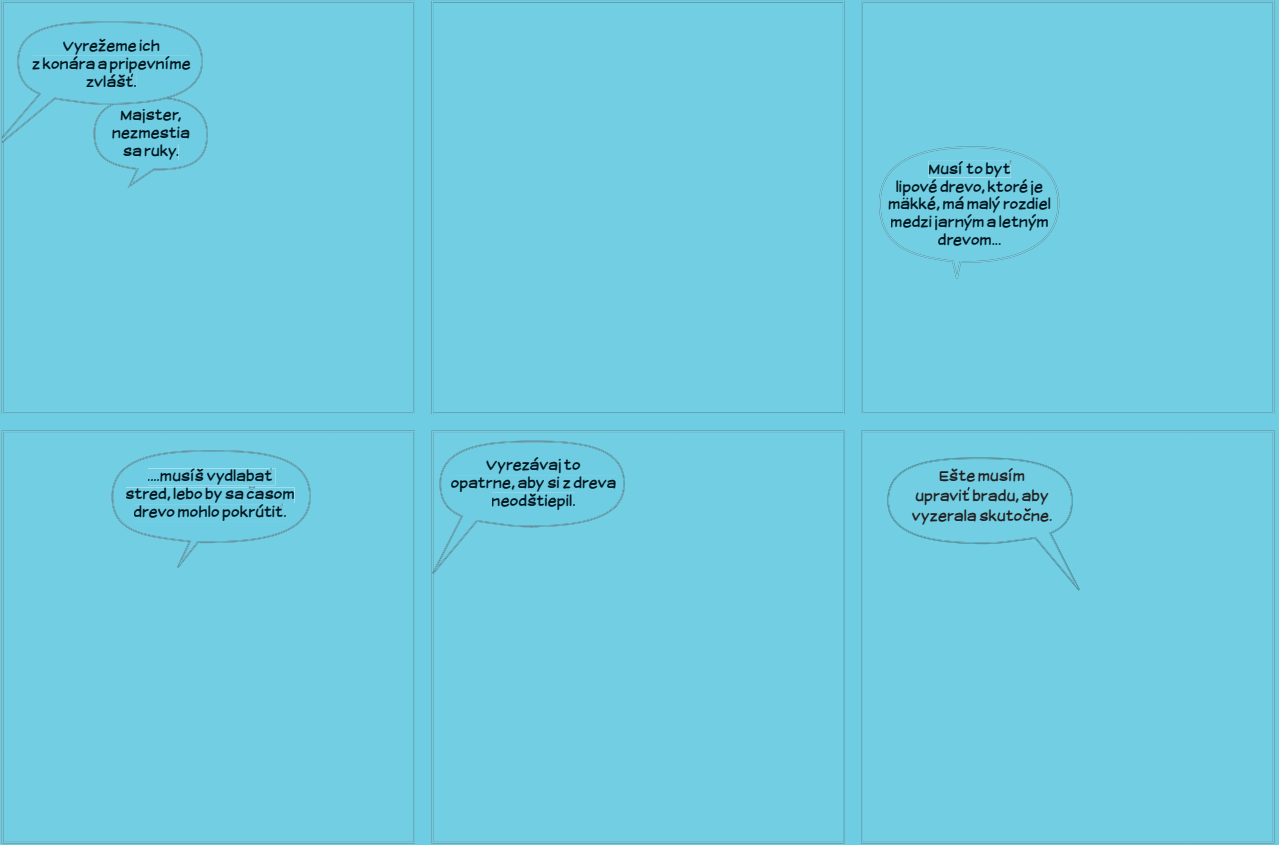 Vyrežeme ich
z konára a pripevníme
zvlášť.
Majster,
nezmestia
sa ruky.
Musí to byť
lipové drevo, ktoré je
mäkké, má malý rozdiel
medzi jarným a letným
drevom...
....musíš vydlabať
stred, lebo by sa časom
drevo mohlo pokrútiť.
Vyrezávaj to
opatrne, aby si z dreva
neodštiepil.
Ešte musím
upraviť bradu, aby
vyzerala skutočne.